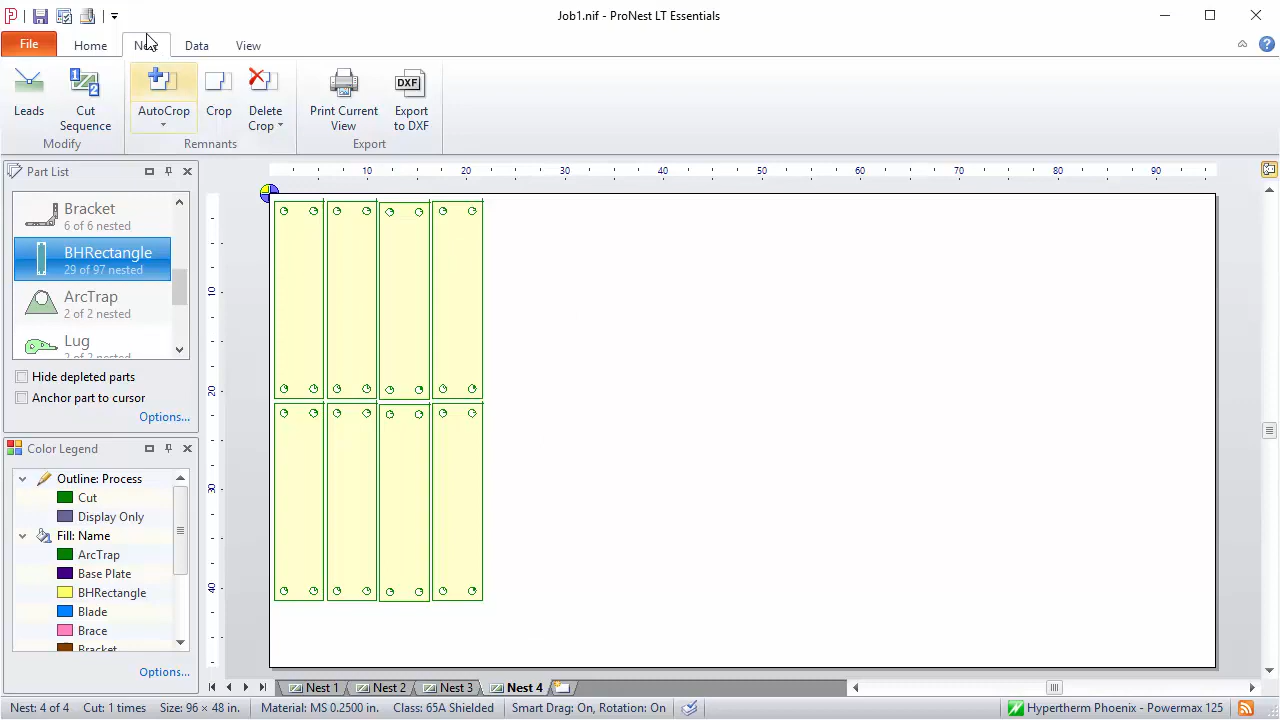 Job1.nif - ProNest LT Essentials
File
Home
Data
View
Leads
Cut
Sequence
AutoCrop
Crop
Delete
Crop
Print Current
View
DXF
Export
to DXF
Modify
Remnants
Export
Part List
Bracket
6 of 6 nested
BHRectangle
29 of 97 nested
ArcTrap
2 of 2 nested
Lug
2 of 2 nested
Hide depleted parts
Anchor part to cursor
Options...
Color Legend
Outline: Process
Cut
Display Only
Fill: Name
ArcTrap
Base Plate
BHRectangle
Blade
Brace
Bracket
Options...
10 20 30 40 50 60 70 80 90
10
20
30
40
Nest 1 Nest 2 Nest 3 Nest 4
Nest: 4 of 4 Cut: 1 times Size: 96 × 48 in. Material: MS 0.2500 in. Class: 65A Shielded Smart Drag: On, Rotation: On Hypertherm Phoenix - Powermax 125